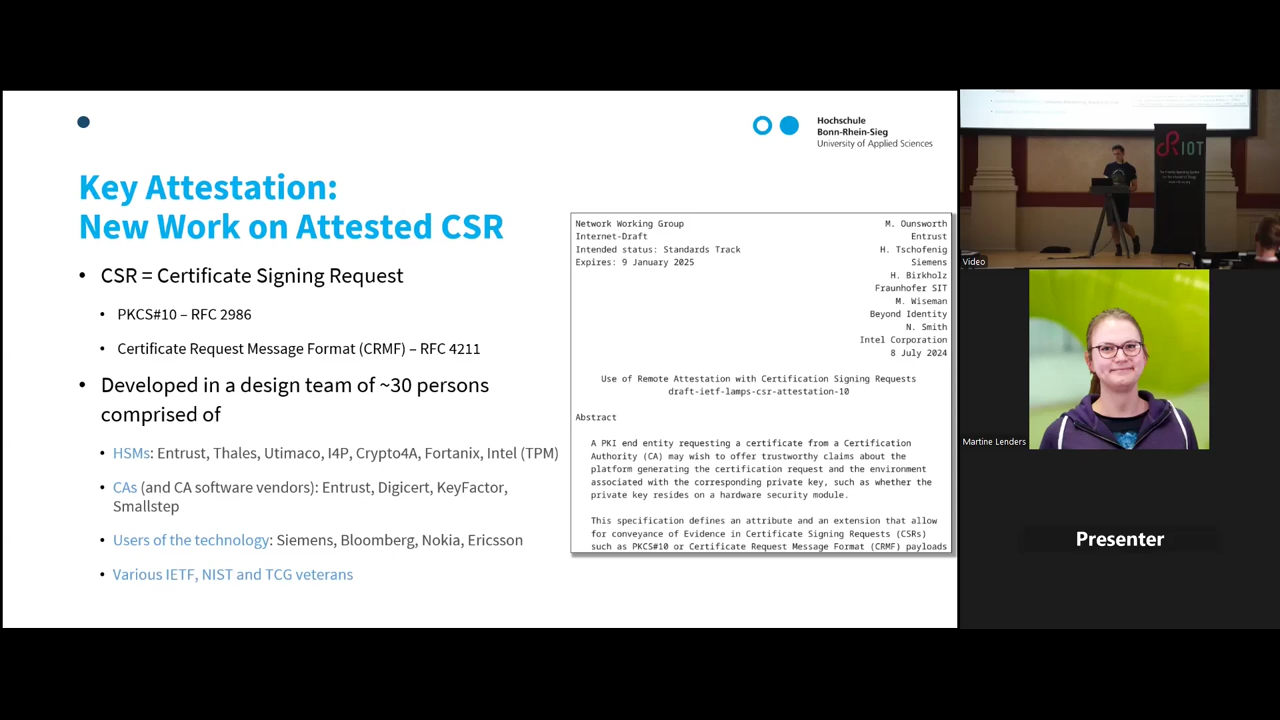 Hochschule
Bonn-Rhein-Sieg
University of Applied Sciences
Key Attestation:
New Work on Attested CSR
• CSR = Certificate Signing Request
• PKCS#10 – RFC 2986
• Certificate Request Message Format (CRMF) – RFC 4211
• Developed in a design team of ~30 persons
comprised of
• HSMs: Entrust, Thales, Utimaco, I4P, Crypto4A, Fortanix, Intel (TPM)
• CAs (and CA software vendors): Entrust, Digicert, KeyFactor,
Smallstep
• Users of the technology: Siemens, Bloomberg, Nokia, Ericsson
• Various IETF, NIST and TCG veterans
Network Working Group M. Ounsworth
Internet-Draft Entrust
Intended status: Standards Track H. Tschofenig
Expires: 9 January 2025 Siemens
H. Birkholz
Fraunhofer SIT
M. Wiseman
Beyond Identity
N. Smith
Intel Corporation
8 July 2024
Use of Remote Attestation with Certification Signing Requests
draft-ietf-lamps-csr-attestation-10
Abstract
A PKI end entity requesting a certificate from a Certification
Authority (CA) may wish to offer trustworthy claims about the
platform generating the certification request and the environment
associated with the corresponding private key, such as whether the
private key resides on a hardware security module.
This specification defines an attribute and an extension that allow
for conveyance of Evidence in Certificate Signing Requests (CSRs)
such as PKCS#10 or Certificate Request Message Format (CRMF) payloads
RIOT
Video
Martine Lenders
Presenter